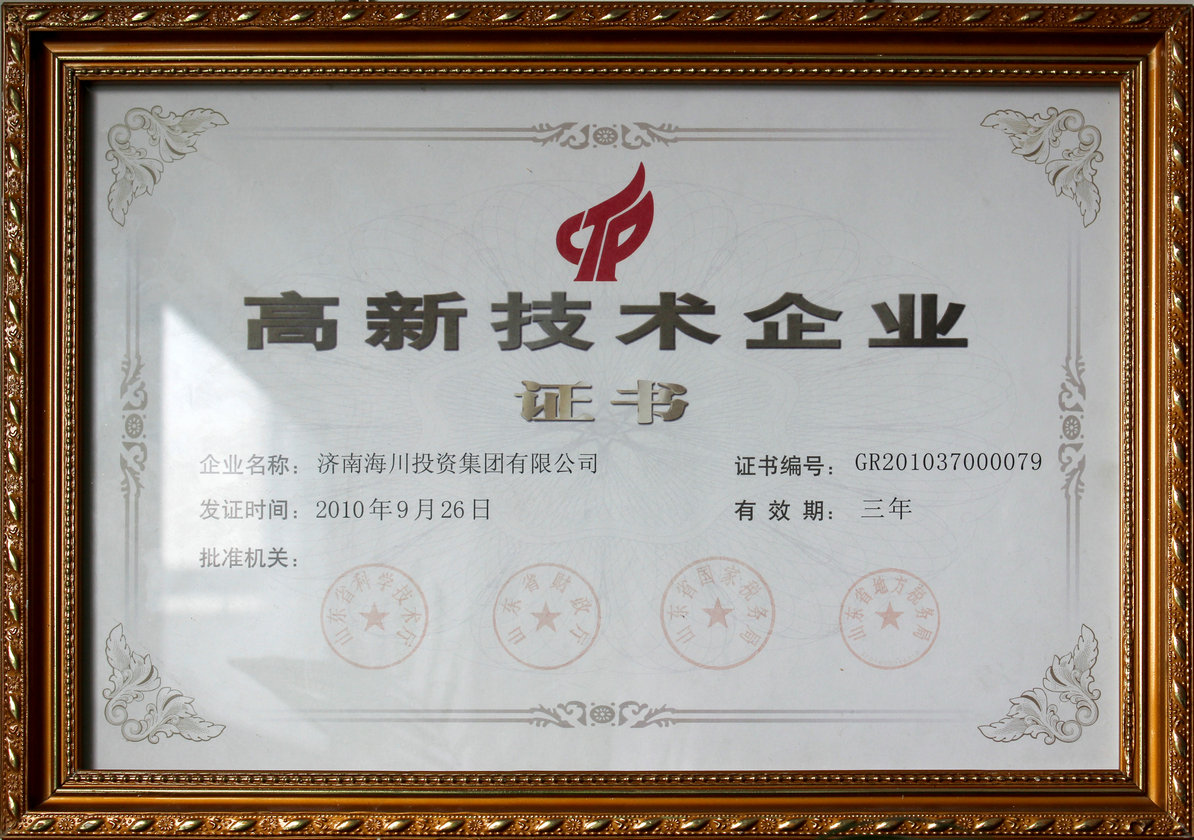 CTP
高新技术企业
证书
企业名称：济南海川投资集团有限公司
证书编号：GR201037000079
发证时间：2010年9月26日
有效期：三年
批准机关：
山东省科学技术厅
山东省财政厅
山东省国家税务局
山东省地方税务局